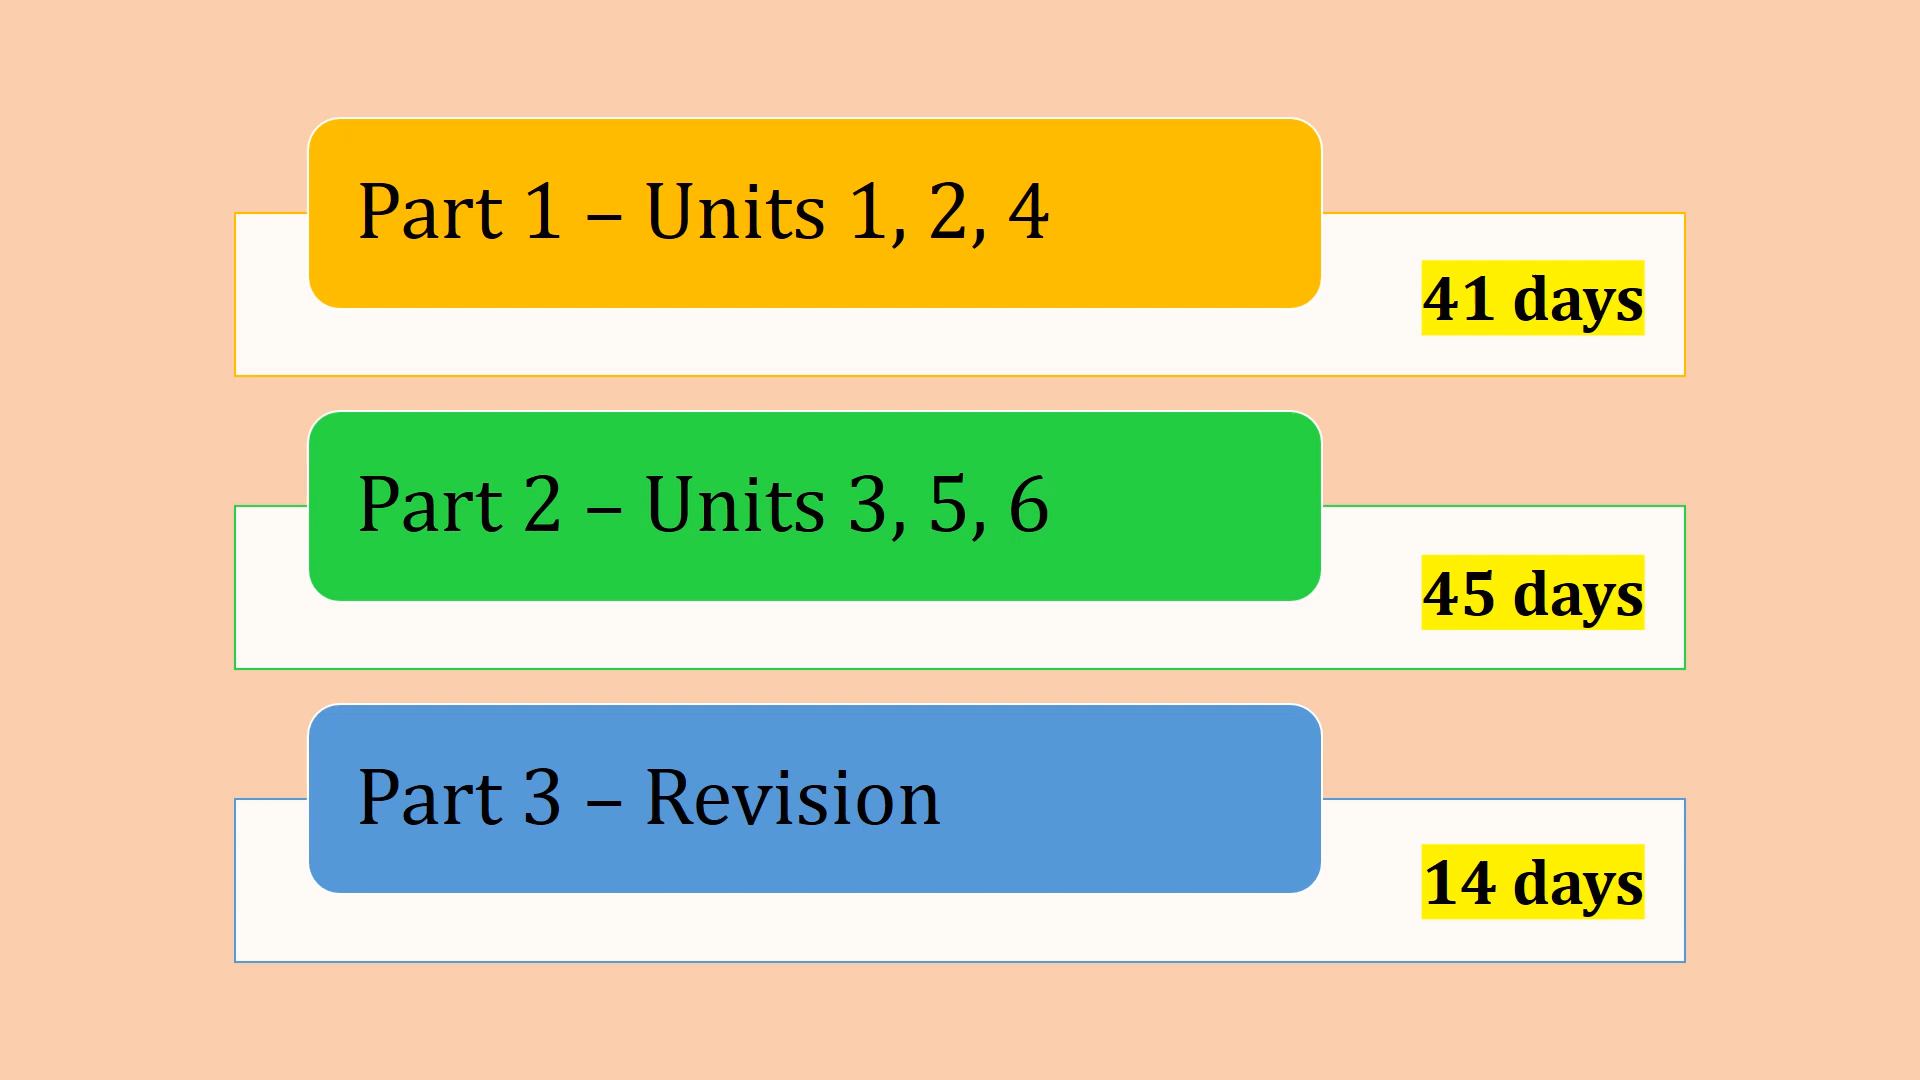 Part 1 – Units 1, 2, 4
41 days
Part 2 – Units 3, 5, 6
45 days
Part 3 – Revision
14 days